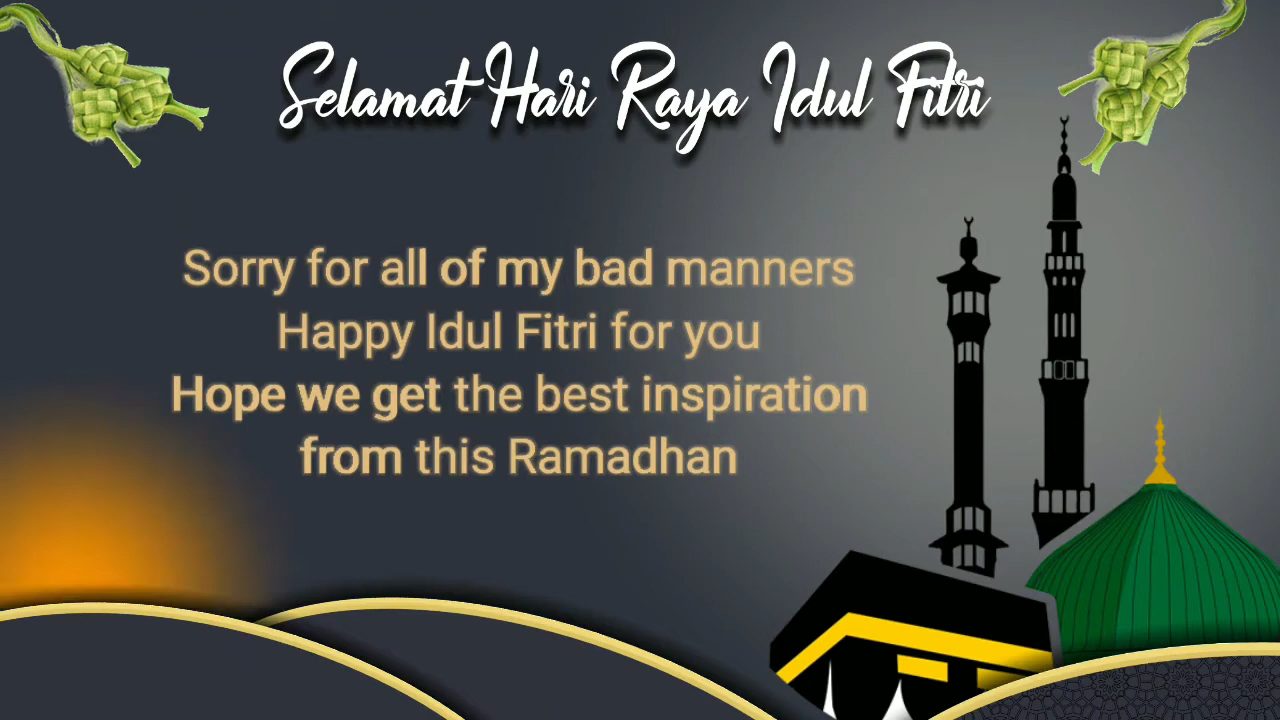 Selamat Hari Raya Idul Fitri
Sorry for all of my bad manners
Happy Idul Fitri for you
Hope we get the best inspiration
from this Ramadhan